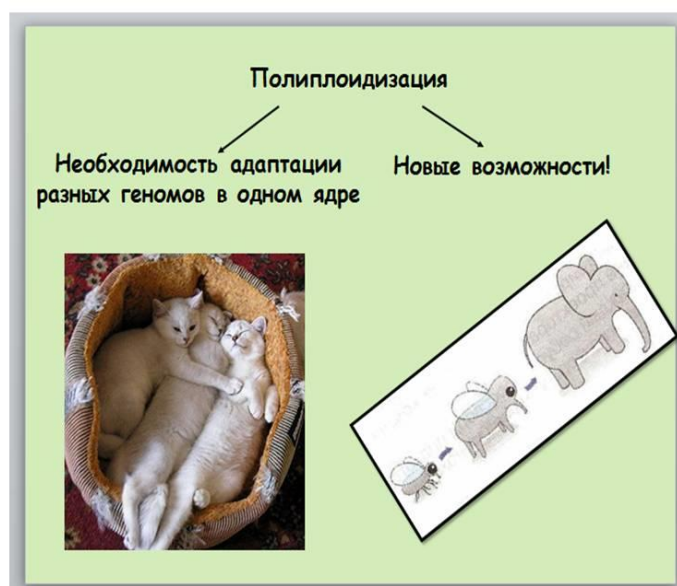 Полиплоидизация
Необходимость адаптации
разных геномов в одном ядре
Новые возможности!